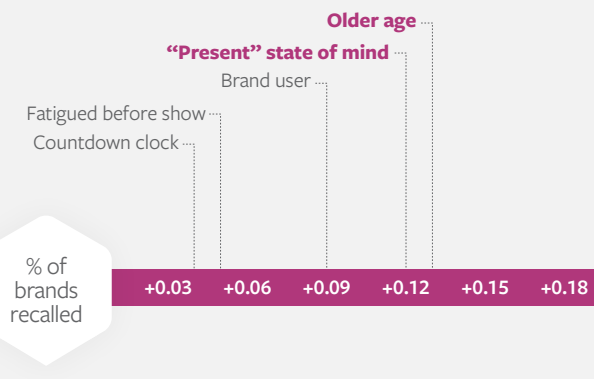 Older age
“Present” state of mind
Brand user
Fatigued before show
Countdown clock
% of
brands
recalled
+0.03 +0.06 +0.09 +0.12 +0.15 +0.18